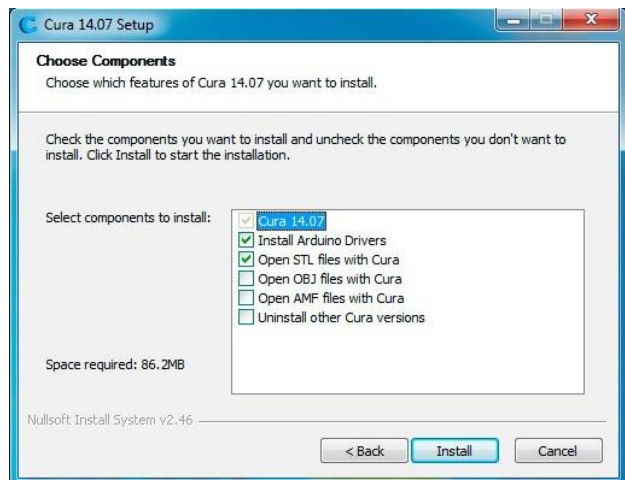 Cura 14.07 Setup
Choose Components
Choose which features of Cura 14.07 you want to install.
Check the components you want to install and uncheck the components you don't want to
install. Click Install to start the installation.
Select components to install:
Cura 14.07
Install Arduino Drivers
Open STL files with Cura
Open OBJ files with Cura
Open AMF files with Cura
Uninstall other Cura versions
Space required: 86.2MB
Nullsoft Install System v2.46
< Back
Install
Cancel